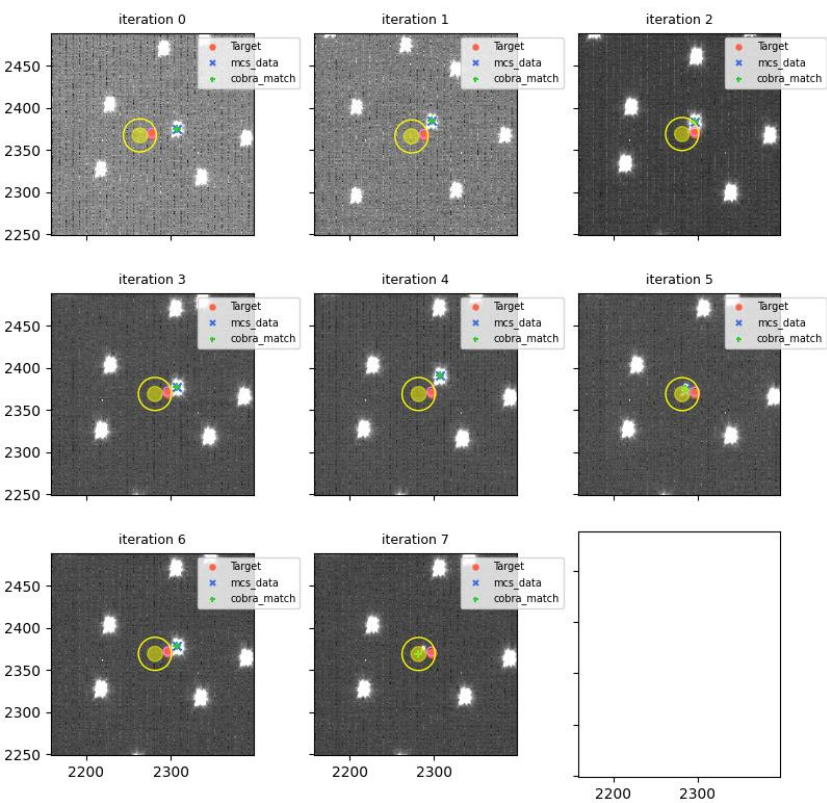 iteration 0
iteration 1
iteration 2
Target
mcs_data
cobra_match
Target
mcs_data
cobra_match
Target
mcs_data
cobra_match
2450
2400
2350
2300
2250
2200
2300
2200
2300
2200
2300
iteration 3
iteration 4
iteration 5
Target
mcs_data
cobra_match
Target
mcs_data
cobra_match
Target
mcs_data
cobra_match
2450
2400
2350
2300
2250
iteration 6
iteration 7
Target
mcs_data
cobra_match
Target
mcs_data
cobra_match
2450
2400
2350
2300
2250